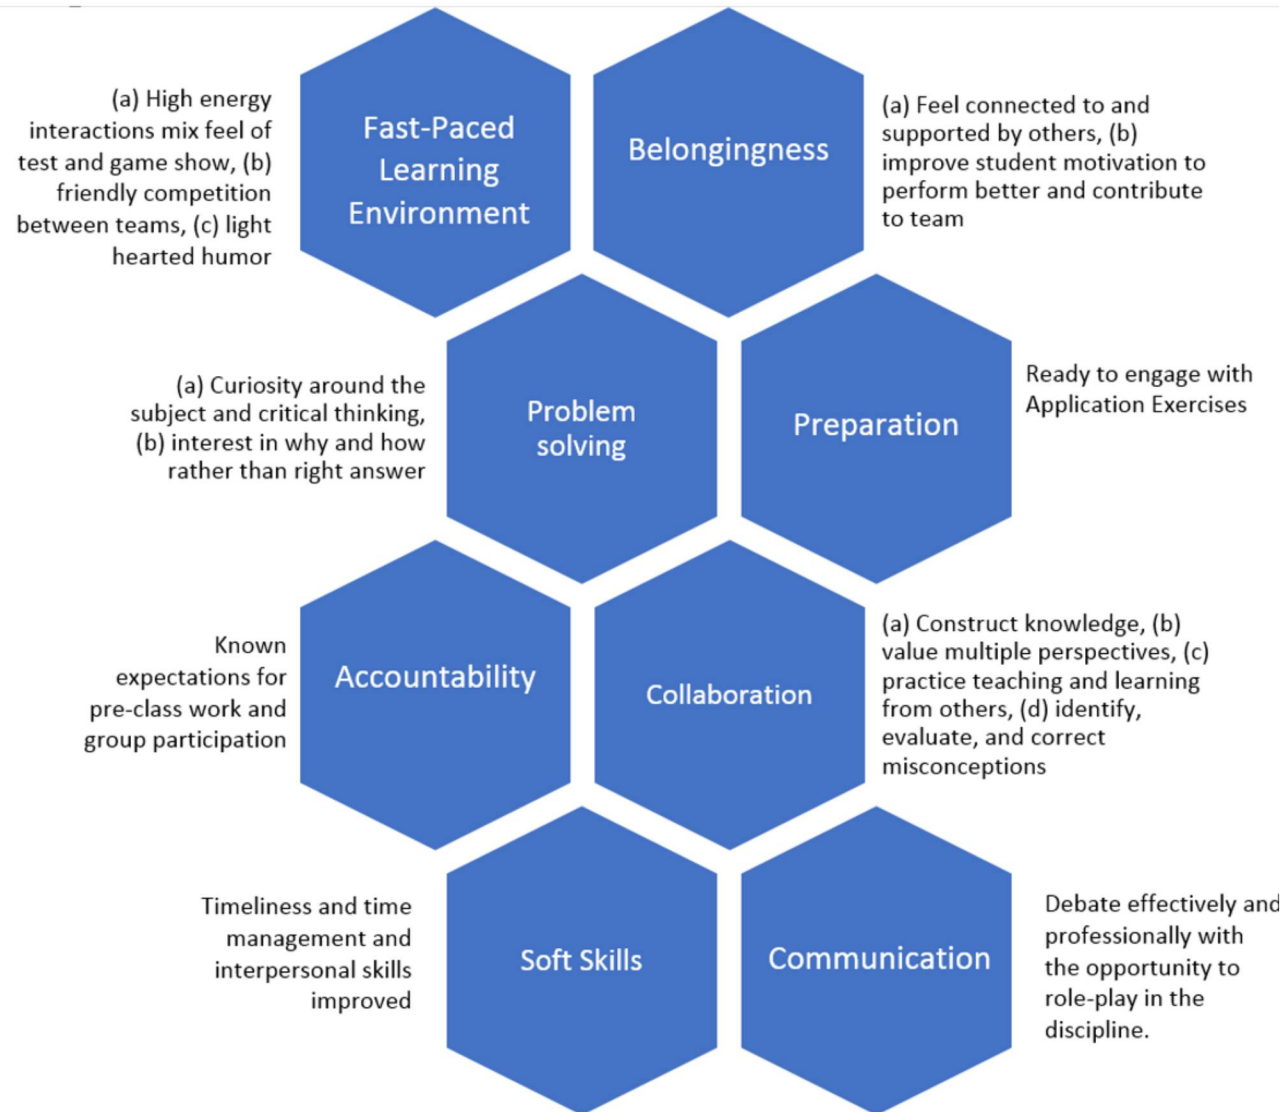 (a) High energy
interactions mix feel of
test and game show, (b)
friendly competition
between teams, (c) light
hearted humor
Fast-Paced
Learning
Environment
Belongingness
(a) Feel connected to and
supported by others, (b)
improve student motivation to
perform better and contribute
to team
(a) Curiosity around the
subject and critical thinking,
(b) interest in why and how
rather than right answer
Problem
solving
Preparation
Ready to engage with
Application Exercises
Known
expectations for
pre-class work and
group participation
Accountability
Collaboration
(a) Construct knowledge, (b)
value multiple perspectives, (c)
practice teaching and learning
from others, (d) identify,
evaluate, and correct
misconceptions
Timeliness and time
management and
interpersonal skills
improved
Soft Skills
Communication
Debate effectively and
professionally with
the opportunity to
role-play in the
discipline.